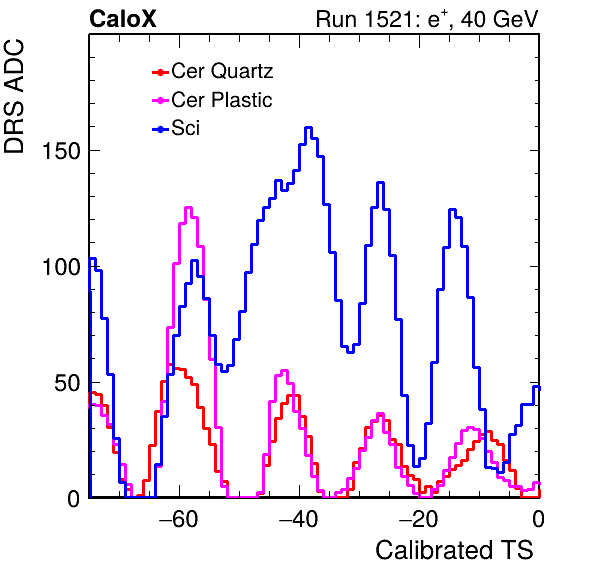 CaloX Run 1521: e⁺, 40 GeV
DRS ADC
Cer Quartz
Cer Plastic
Sci
150
100
50
0
−60 −40 −20 0
Calibrated TS